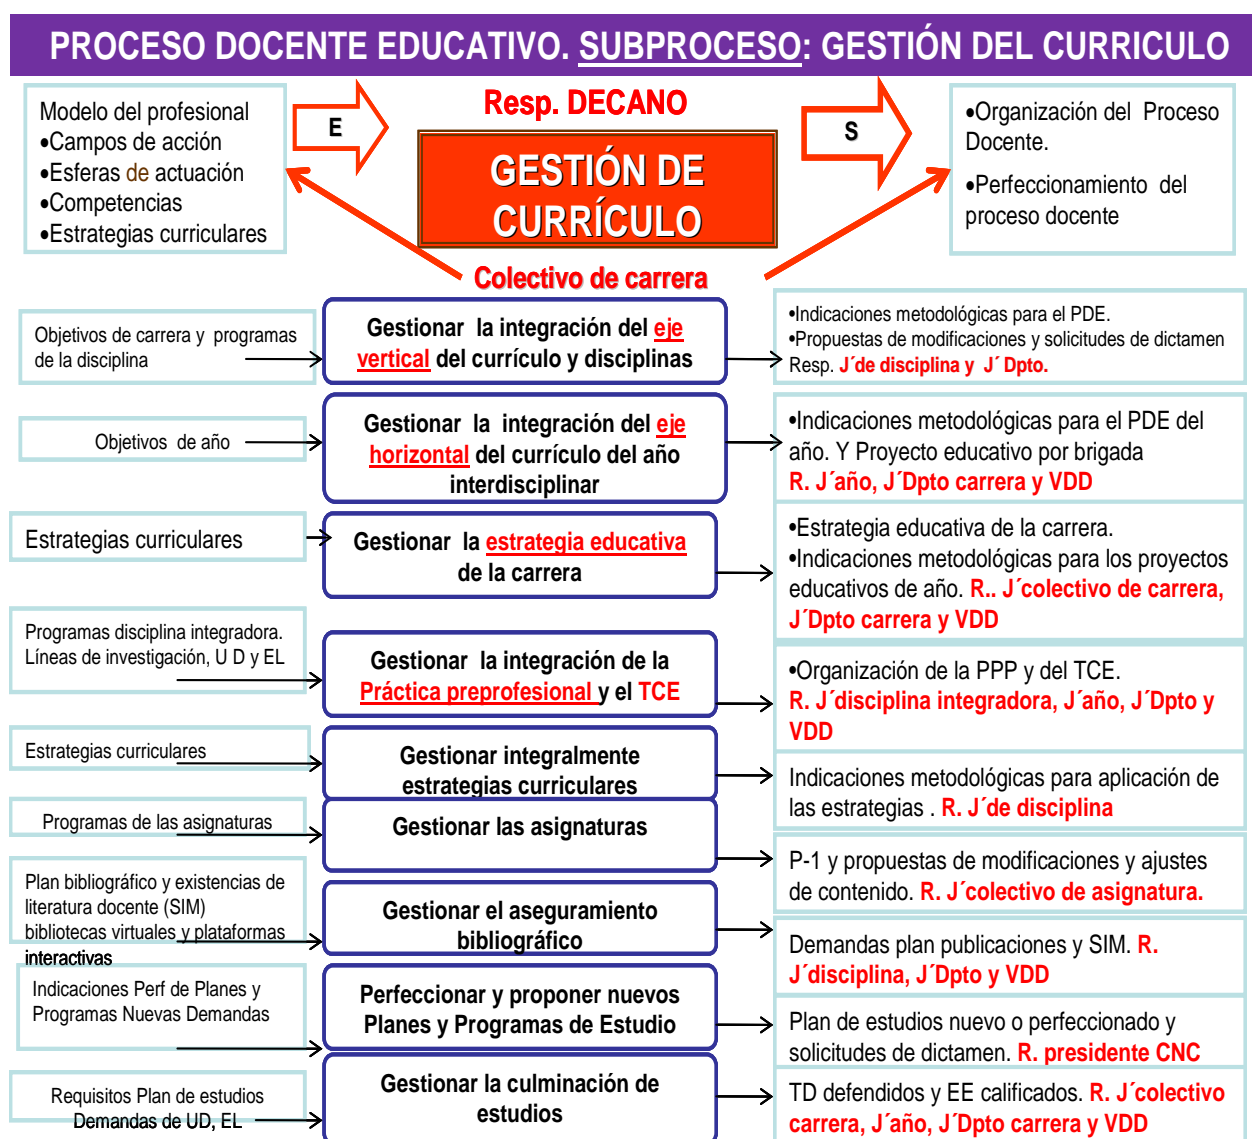 PROCESO DOCENTE EDUCATIVO. SUBPROCESO: GESTIÓN DEL CURRICULO
Modelo del profesional
•Campos de acción
•Esferas de actuación
•Competencias
•Estrategias curriculares
E
Resp. DECANO
GESTIÓN DE
CURRÍCULO
S
•Organización del Proceso
Docente.
•Perfeccionamiento del
proceso docente
Colectivo de carrera
Objetivos de carrera y programas
de la disciplina
Gestionar la integración del eje
vertical del currículo y disciplinas
•Indicaciones metodológicas para el PDE.
•Propuestas de modificaciones y solicitudes de dictamen
Resp. J´de disciplina y J´ Dpto.
Objetivos de año
Gestionar la integración del eje
horizontal del currículo del año
interdisciplinar
•Indicaciones metodológicas para el PDE del
año. Y Proyecto educativo por brigada
R. J´año, J´Dpto carrera y VDD
Estrategias curriculares
Gestionar la estrategia educativa
de la carrera
•Estrategia educativa de la carrera.
•Indicaciones metodológicas para los proyectos
educativos de año. R.. J´colectivo de carrera,
J´Dpto carrera y VDD
Programas disciplina integradora.
Líneas de investigación, U D y EL
Gestionar la integración de la
Práctica preprofesional y el TCE
•Organización de la PPP y del TCE.
R. J´disciplina integradora, J´año, J´Dpto y
VDD
Estrategias curriculares
Gestionar integralmente
estrategias curriculares
Indicaciones metodológicas para aplicación de
las estrategias . R. J´de disciplina
Programas de las asignaturas
Gestionar las asignaturas
P-1 y propuestas de modificaciones y ajustes
de contenido. R. J´colectivo de asignatura.
Plan bibliográfico y existencias de
literatura docente (SIM)
bibliotecas virtuales y plataformas
interactivas
Gestionar el aseguramiento
bibliográfico
Demandas plan publicaciones y SIM. R.
J´disciplina, J´Dpto y VDD
Indicaciones Perf de Planes y
Programas Nuevas Demandas
Perfeccionar y proponer nuevos
Planes y Programas de Estudio
Plan de estudios nuevo o perfeccionado y
solicitudes de dictamen. R. presidente CNC
Requisitos Plan de estudios
Demandas de UD, EL
Gestionar la culminación de
estudios
TD defendidos y EE calificados. R. J´colectivo
carrera, J´año, J´Dpto carrera y VDD